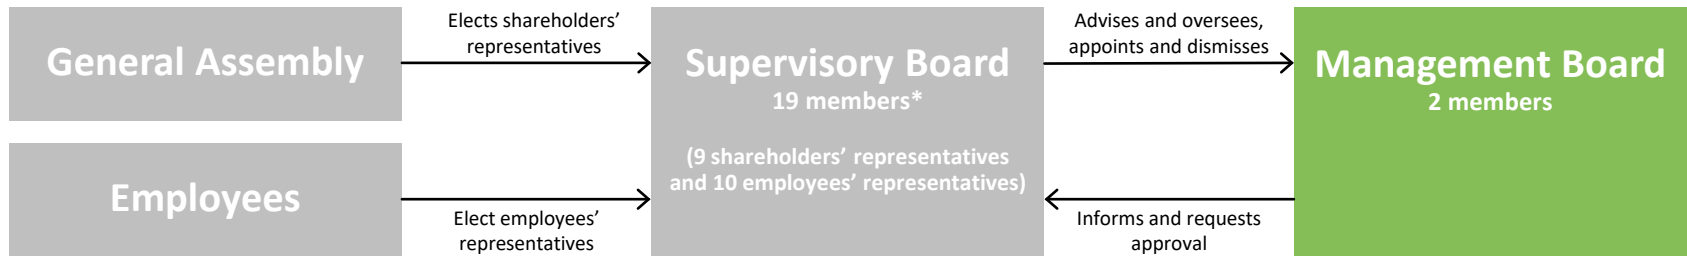 General Assembly
Elects shareholders’
representatives
Supervisory Board
19 members*
(9 shareholders’ representatives
and 10 employees’ representatives)
Advises and oversees,
appoints and dismisses
Management Board
2 members
Employees
Elect employees’
representatives
Informs and requests
approval